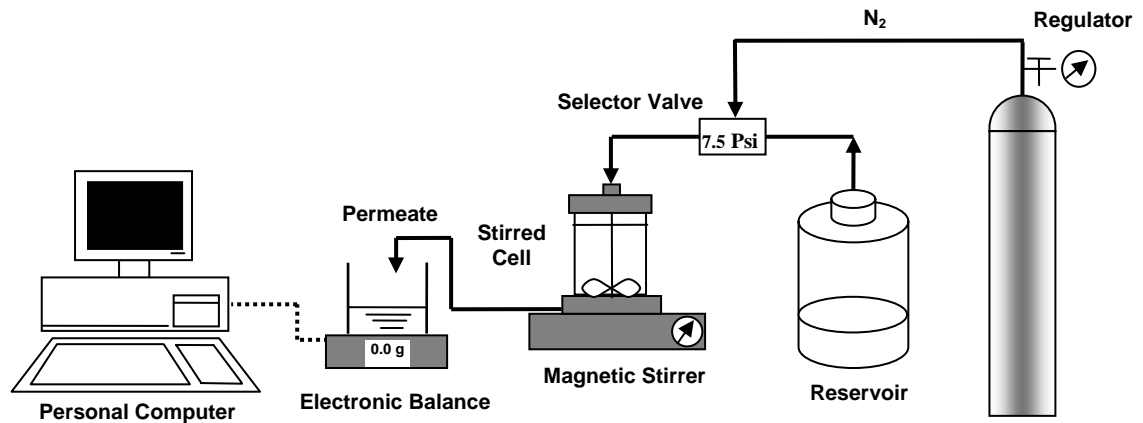 N₂
Regulator
Selector Valve
7.5 Psi
Permeate
Stirred
Cell
0.0 g
Magnetic Stirrer
Reservoir
Electronic Balance
Personal Computer